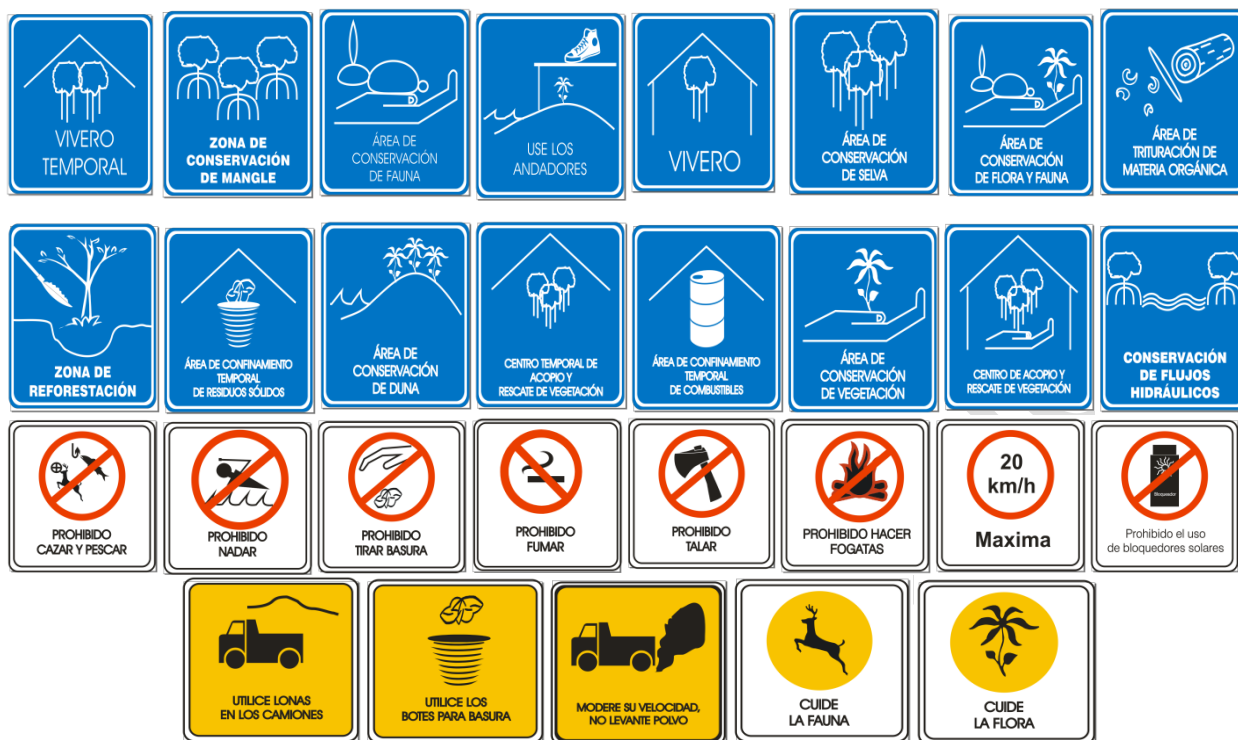 VIVERO
TEMPORAL
ZONA DE
CONSERVACIÓN
DE MANGLE
ÁREA DE
CONSERVACIÓN
DE FAUNA
USE LOS
ANDADORES
VIVERO
ÁREA DE
CONSERVACIÓN
DE SELVA
ÁREA DE
CONSERVACIÓN
DE FLORA Y FAUNA
ÁREA DE
TRITURACIÓN DE
MATERIA ORGÁNICA
ZONA DE
REFORESTACIÓN
ÁREA DE CONFINAMIENTO
TEMPORAL
DE RESIDUOS SÓLIDOS
ÁREA DE
CONSERVACIÓN
DE DUNA
CENTRO TEMPORAL DE
ACOPIO Y
RESCATE DE VEGETACIÓN
ÁREA DE CONFINAMIENTO
TEMPORAL
DE COMBUSTIBLES
ÁREA DE
CONSERVACIÓN
DE VEGETACIÓN
CENTRO DE ACOPIO Y
RESCATE DE VEGETACIÓN
CONSERVACIÓN
DE FLUJOS
HIDRÁULICOS
PROHIBIDO
CAZAR Y PESCAR
PROHIBIDO
NADAR
PROHIBIDO
TIRAR BASURA
PROHIBIDO
FUMAR
PROHIBIDO
TALAR
PROHIBIDO HACER
FOGATAS
20
km/h
Maxima
Bloqueador
Prohibido el uso
de bloquedores solares
UTILICE LONAS
EN LOS CAMIONES
UTILICE LOS
BOTES PARA BASURA
MODERE SU VELOCIDAD,
NO LEVANTE POLVO
CUIDE
LA FAUNA
CUIDE
LA FLORA